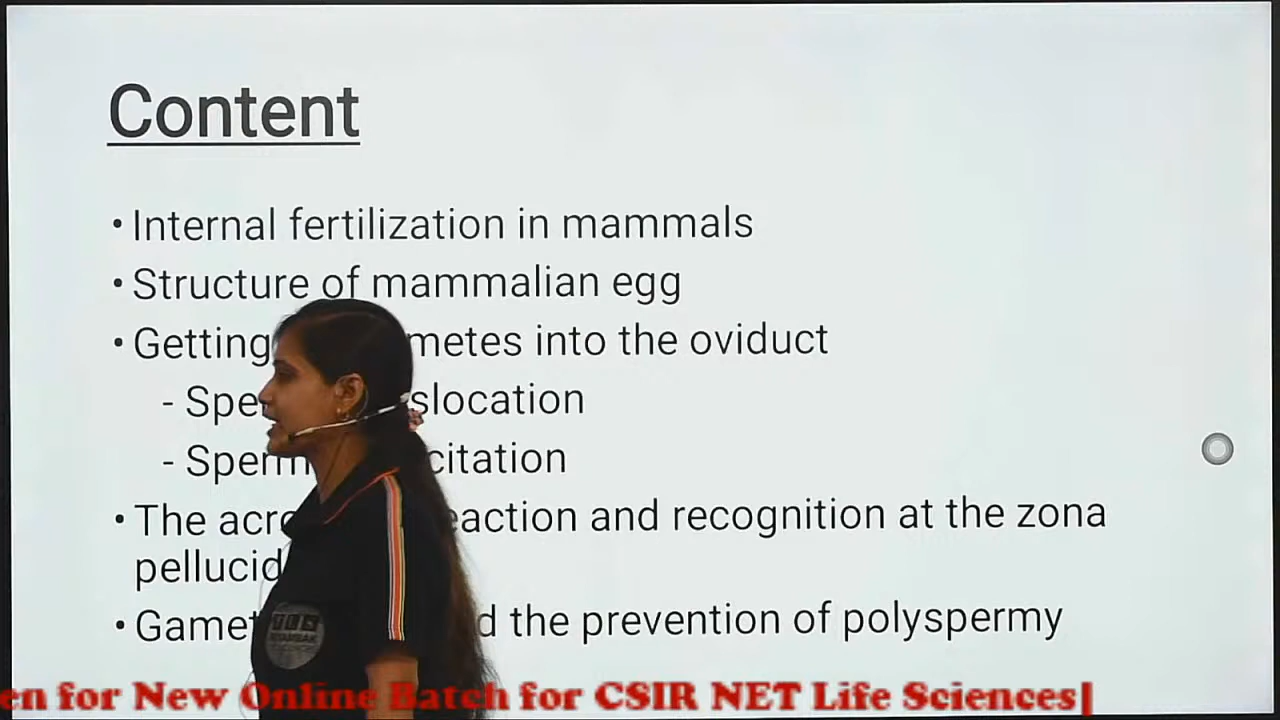 Content
• Internal fertilization in mammals
• Structure of mammalian egg
• Getting metes into the oviduct
- Spe slocation
- Sperm citation
• The acro eaction and recognition at the zona
pellucid
• Gamet d the prevention of polyspermy
en for New Online Batch for CSIR NET Life Sciences|